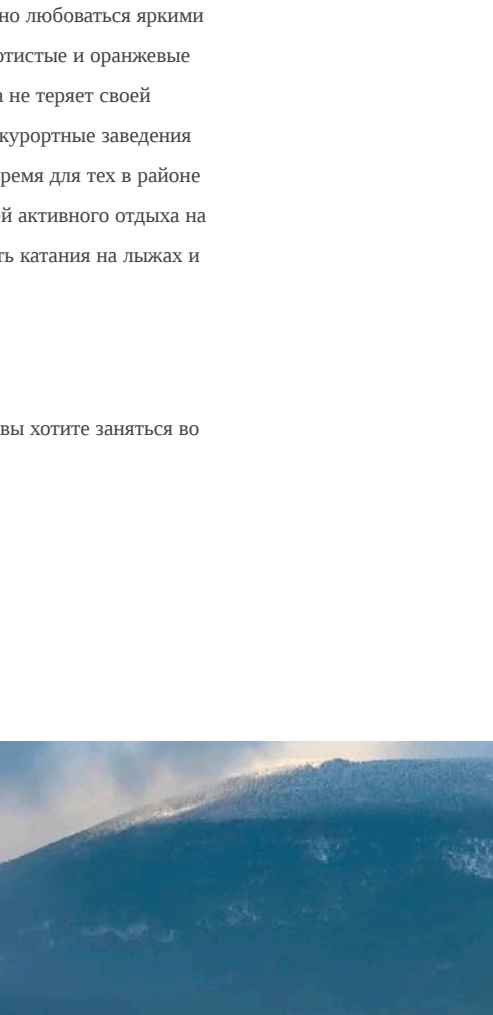 но любоваться яркими
ртистые и оранжевые
а не теряет своей
курортные заведения
ремя для тех в районе
й активного отдыха на
ть катания на лыжах и
вы хотите заняться во